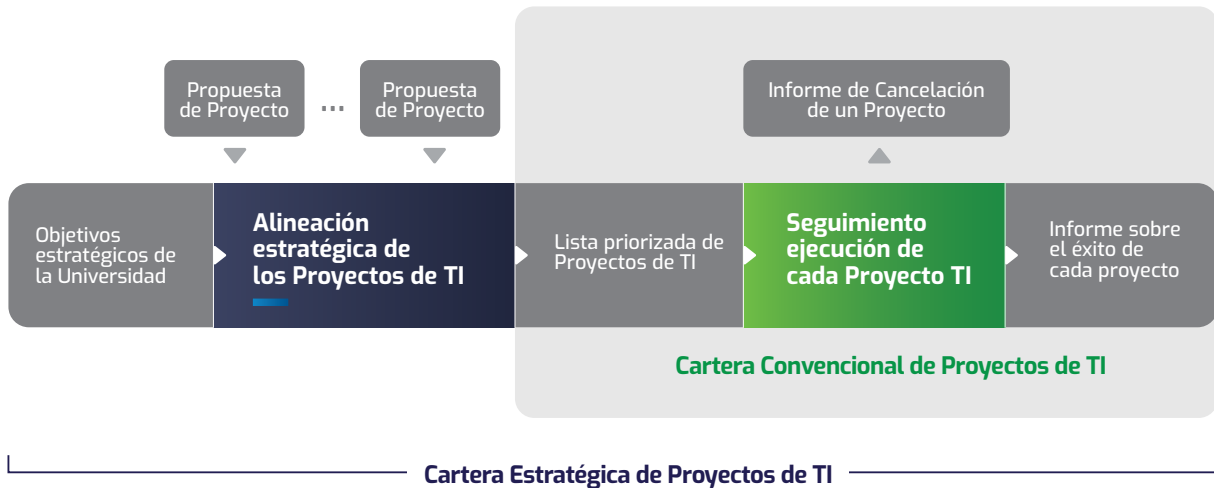 Propuesta
de Proyecto
...
Propuesta
de Proyecto
Informe de Cancelación
de un Proyecto
Objetivos
estratégicos de
la Universidad
Alineación
estratégica de
los Proyectos de TI
Lista priorizada de
Proyectos de TI
Seguimiento
ejecución de
cada Proyecto TI
Informe sobre
el éxito de
cada proyecto
Cartera Convencional de Proyectos de TI
Cartera Estratégica de Proyectos de TI